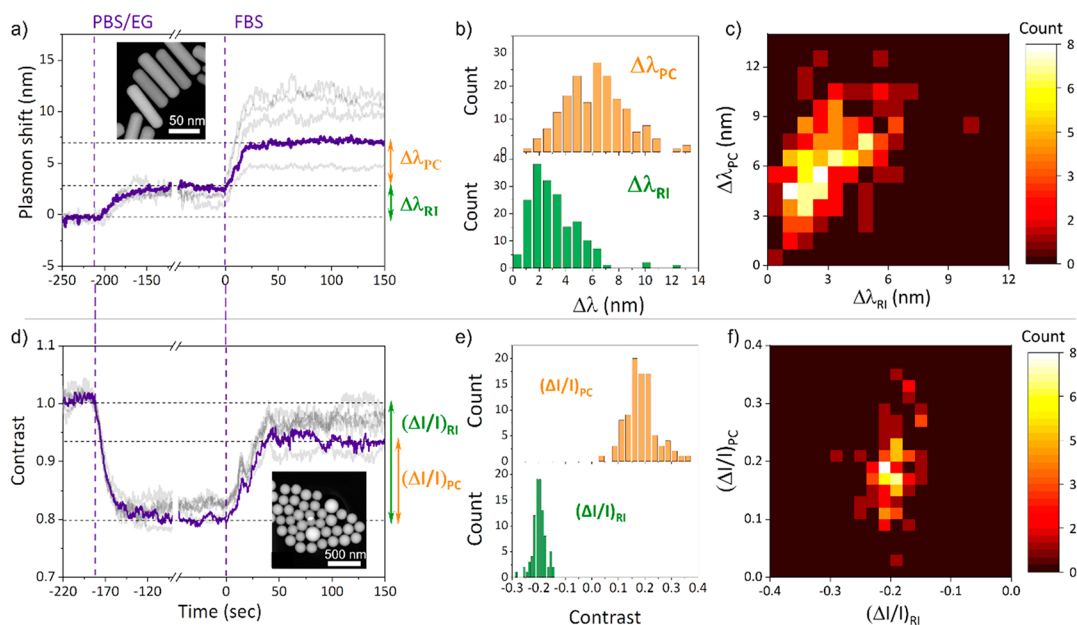 PBS/EG FBS
a)
Plasmon shift (nm)
15
10
5
0
-5
50 nm
ΔλPC
ΔλRI
-250 -200 -150 0 50 100 150
b)
Count
30
20
10
0
ΔλPC
Count
40
30
20
10
0
ΔλRI
0 2 4 6 8 10 12 14
Δλ (nm)
c)
ΔλPC (nm)
15
12
9
6
3
0
0 3 6 9 12
ΔλRI (nm)
Count
8
6
4
2
0
d)
Contrast
1.1
1.0
0.9
0.8
0.7
500 nm
(ΔI/I)RI
(ΔI/I)PC
-220 -170 -120 0 50 100 150
Time (sec)
e)
Count
20
15
10
5
0
(ΔI/I)PC
Count
20
15
10
5
0
(ΔI/I)RI
-0.3 -0.2 -0.1 0.0 0.1 0.2 0.3 0.4
Contrast
f)
(ΔI/I)PC
0.4
0.3
0.2
0.1
0.0
-0.4 -0.3 -0.2 -0.1 0.0
(ΔI/I)RI
Count
8
6
4
2
0